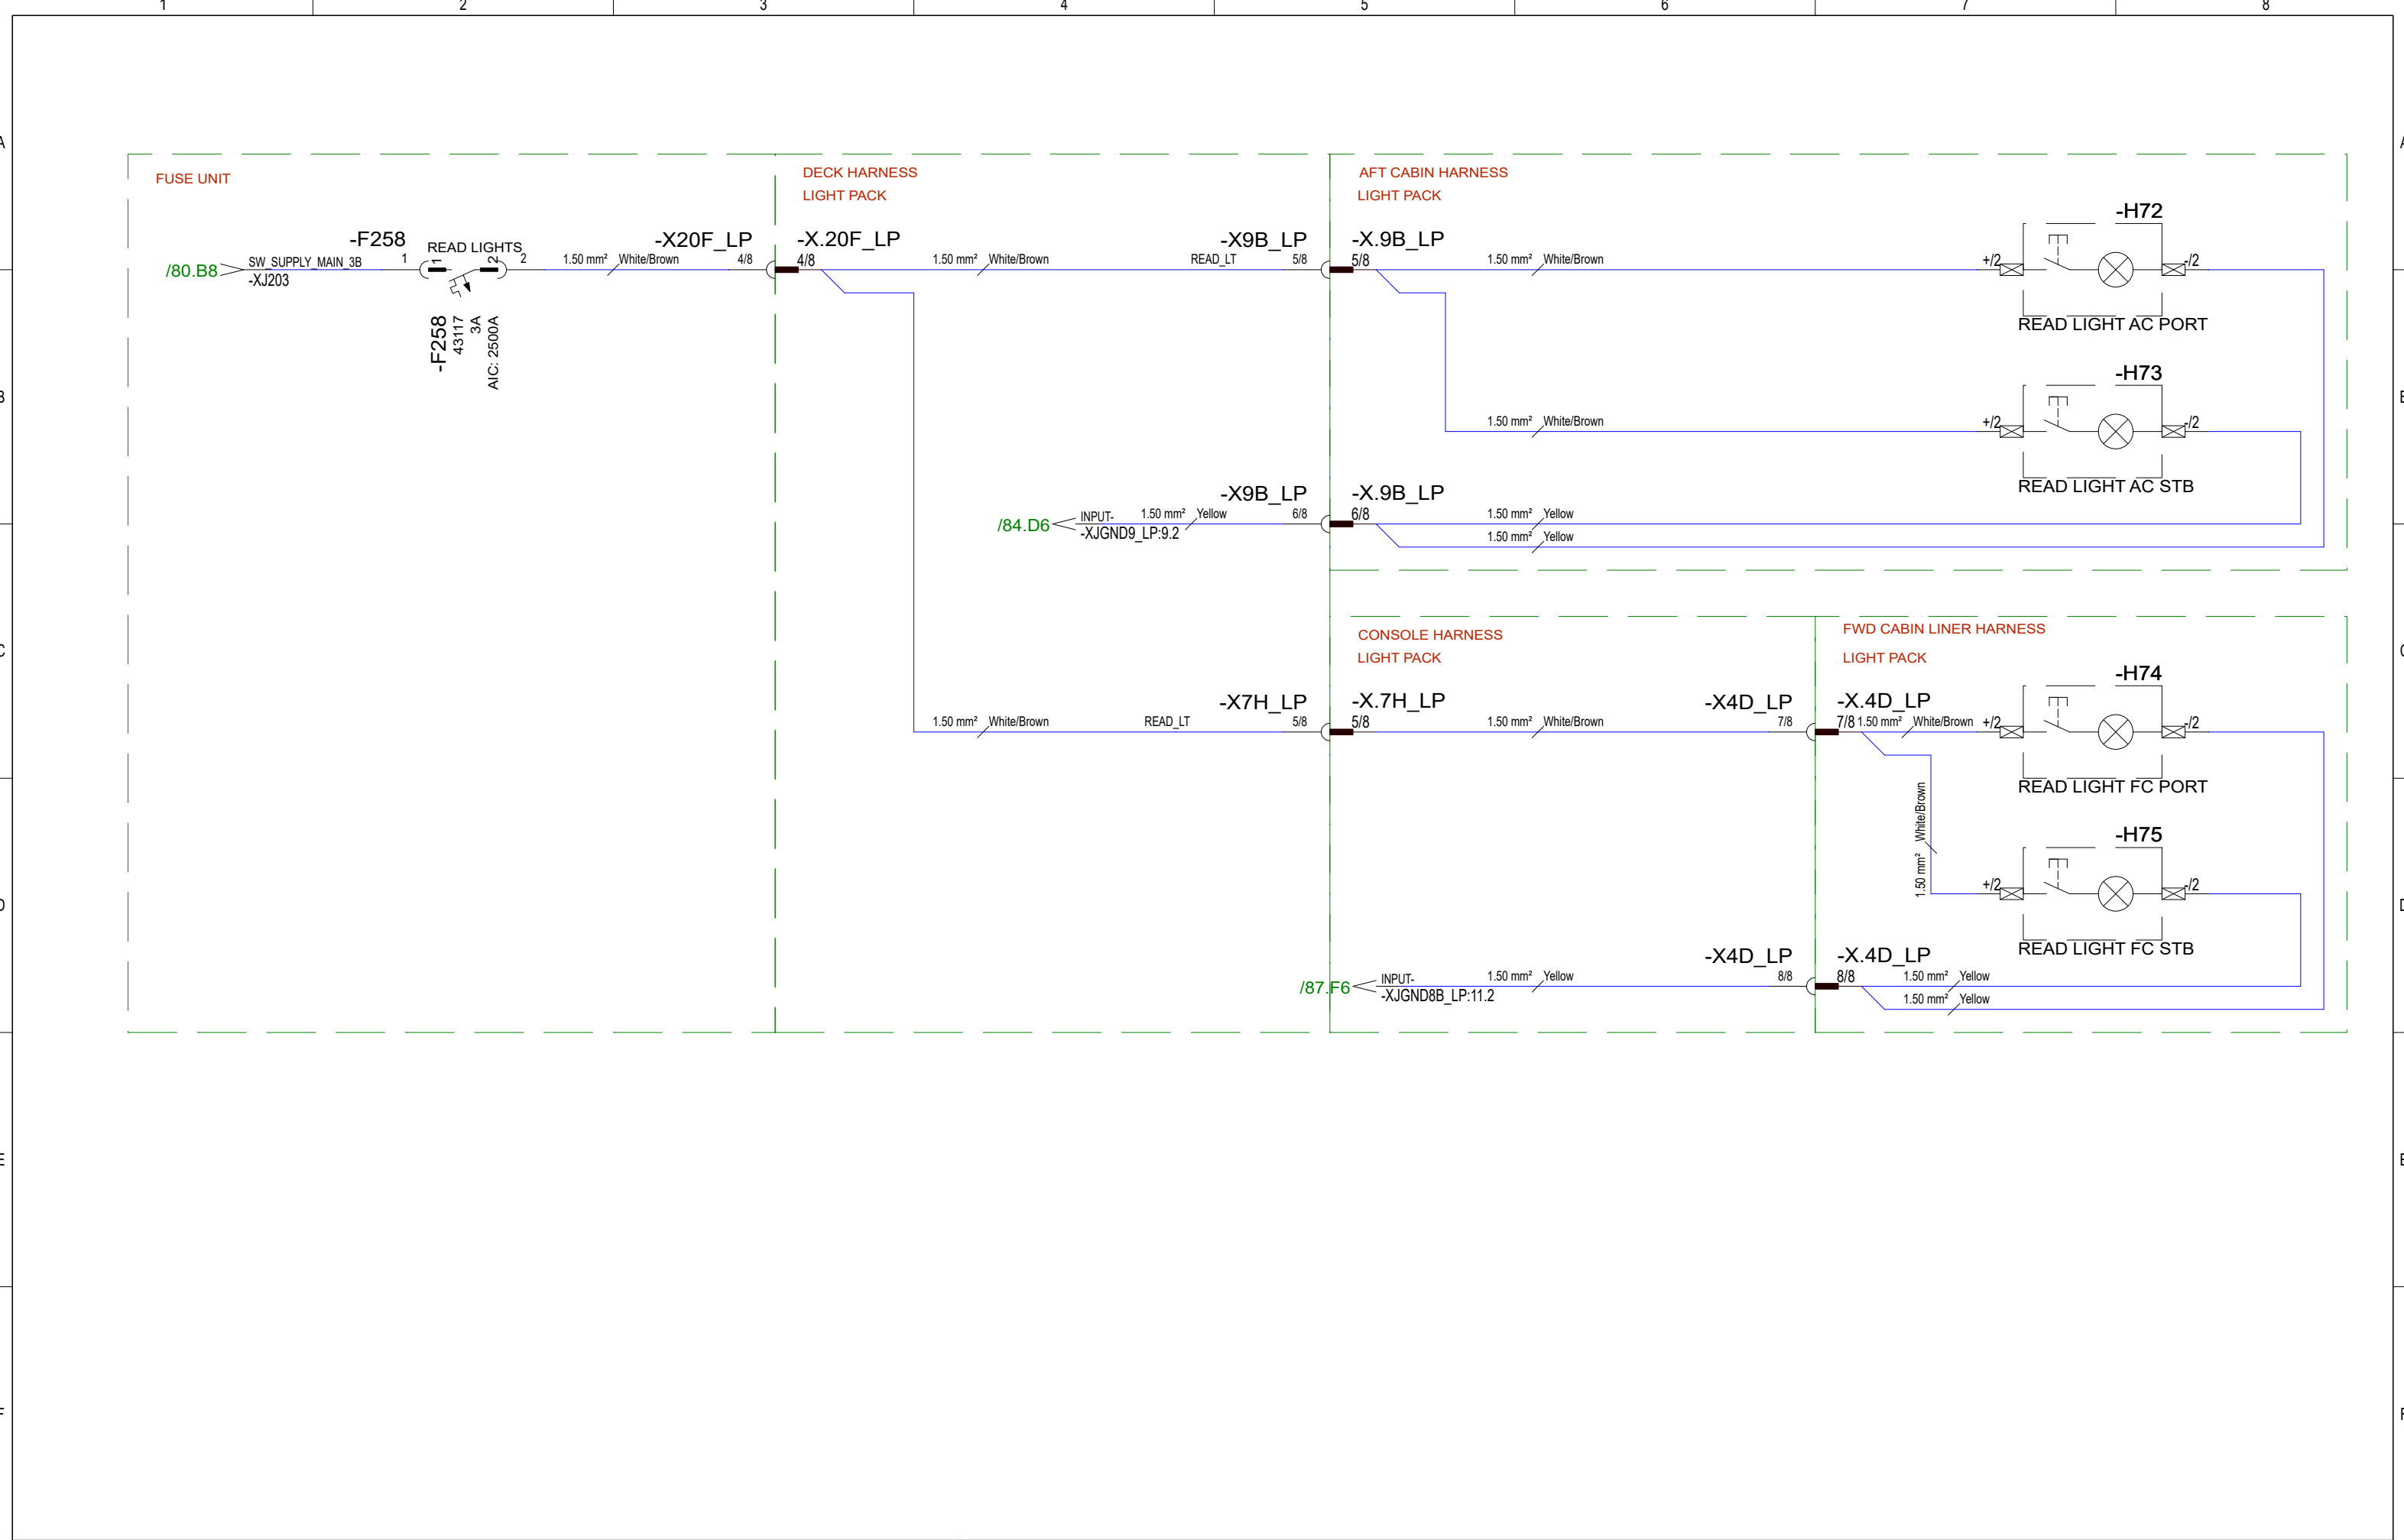 1 2 3 4 5 6 7 8
A A
FUSE UNIT
DECK HARNESS
LIGHT PACK
AFT CABIN HARNESS
LIGHT PACK
/80.B8
SW_SUPPLY_MAIN_3B
-XJ203
-F258
1
READ LIGHTS
1
2
2
-F258
43117
3A
AIC: 2500A
1.50 mm² White/Brown
-X20F_LP
4/8
-X.20F_LP
4/8
1.50 mm² White/Brown
READ_LT
-X9B_LP
5/8
-X.9B_LP
5/8
1.50 mm² White/Brown
+/2
-H72
-/2
READ LIGHT AC PORT
B
1.50 mm² White/Brown
+/2
-H73
-/2
READ LIGHT AC STB
/84.D6
INPUT-
-XJGND9_LP:9.2
1.50 mm² Yellow
-X9B_LP
6/8
-X.9B_LP
6/8
1.50 mm² Yellow
1.50 mm² Yellow
C C
CONSOLE HARNESS
LIGHT PACK
FWD CABIN LINER HARNESS
LIGHT PACK
1.50 mm² White/Brown
READ_LT
-X7H_LP
5/8
-X.7H_LP
5/8
1.50 mm² White/Brown
-X4D_LP
7/8
-X.4D_LP
7/8
1.50 mm² White/Brown
+/2
-H74
-/2
READ LIGHT FC PORT
D D
1.50 mm² White/Brown
+/2
-H75
-/2
READ LIGHT FC STB
/87.F6
INPUT-
-XJGND8B_LP:11.2
1.50 mm² Yellow
-X4D_LP
8/8
-X.4D_LP
8/8
1.50 mm² Yellow
1.50 mm² Yellow
E E
F F